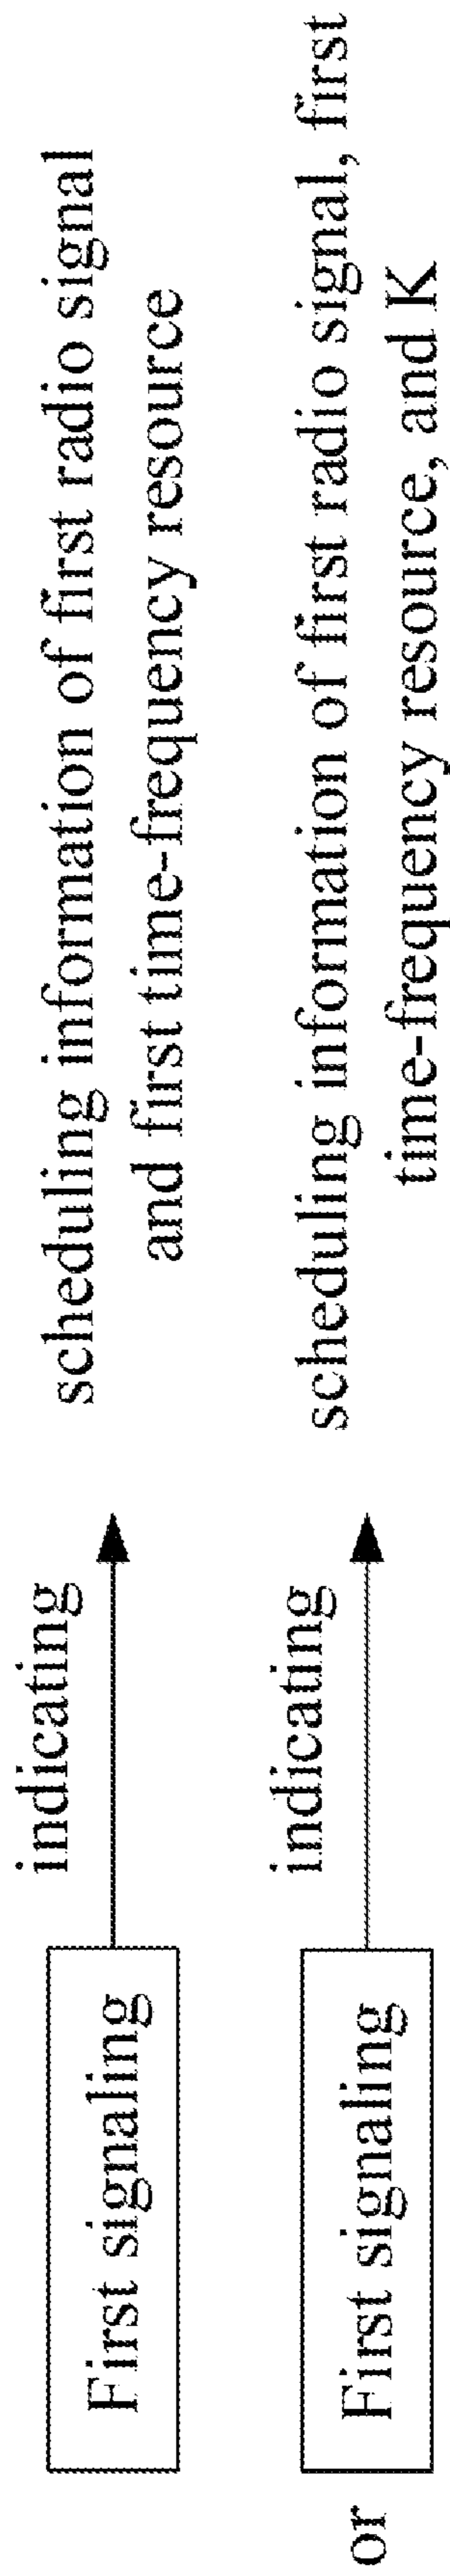 First signaling
indicating
scheduling information of first radio signal
and first time-frequency resource
or
First signaling
indicating
scheduling information of first radio signal, first
time-frequency resource, and K